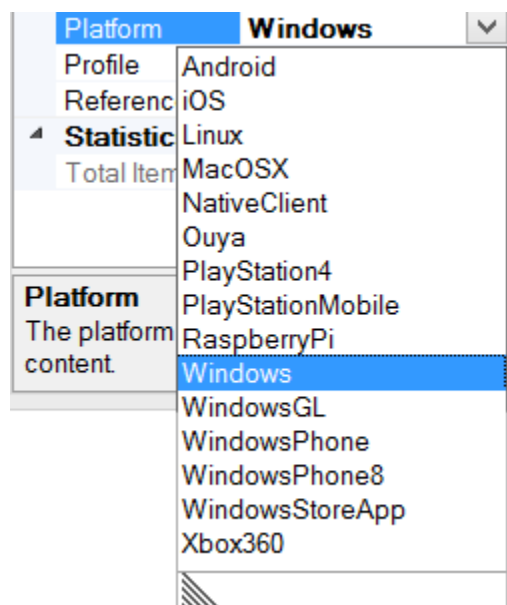 Platform Windows
Profile
Referenc
Statistic
Total Item
Android
iOS
Linux
MacOSX
NativeClient
Ouya
PlayStation4
PlayStationMobile
RaspberryPi
Windows
WindowsGL
WindowsPhone
WindowsPhone8
WindowsStoreApp
Xbox360
Platform
The platform
content.